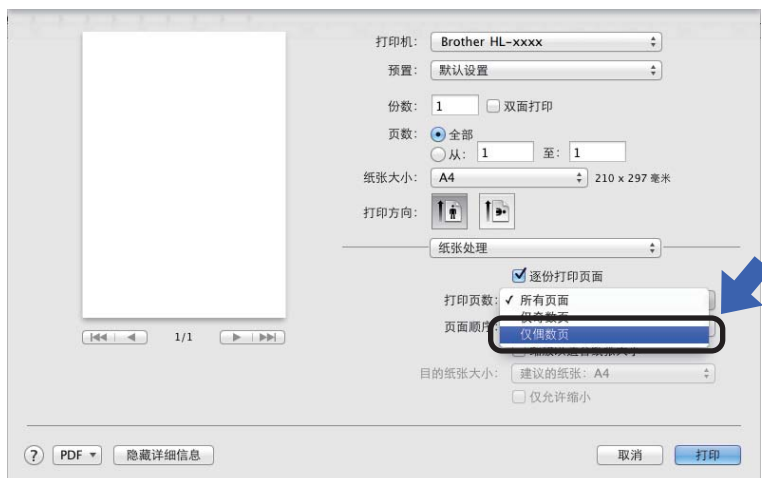 打印机： Brother HL-xxxx
预置： 默认设置
份数： 1 双面打印
页数： 全部
从： 1 至： 1
纸张大小： A4 210 x 297 毫米
打印方向：
纸张处理
逐份打印页面
打印页数： ✓ 所有页面
仅奇数页
页面顺序
仅偶数页
1/1
目的纸张大小： 建议的纸张：A4
仅允许缩小
? PDF 隐藏详细信息 取消 打印